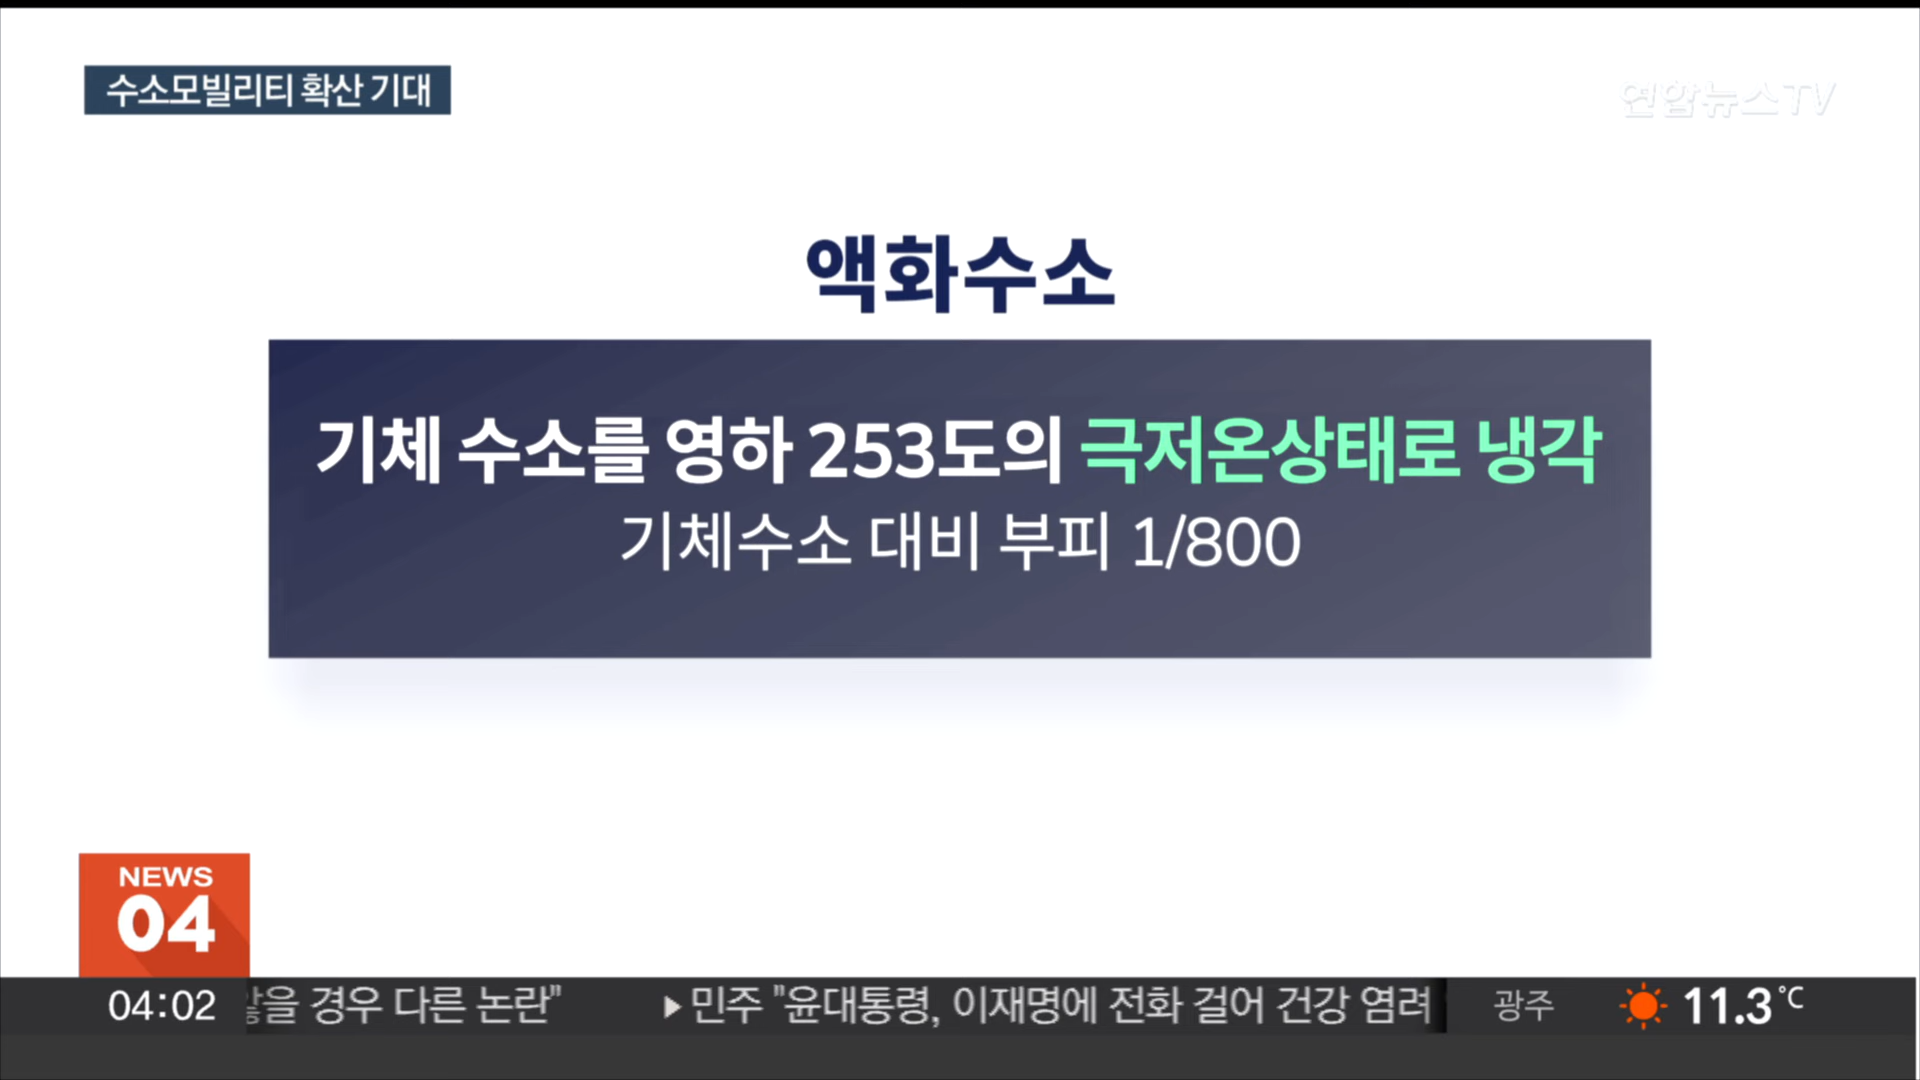 수소모빌리티 확산 기대
연합뉴스TV
액화수소
기체 수소를 영하 253도의 극저온상태로 냉각
기체수소 대비 부피 1/800
NEWS
04
04:02 경우 다른 논란" ▶민주 "윤대통령, 이재명에 전화 걸어 건강 염려 광주 11.3℃